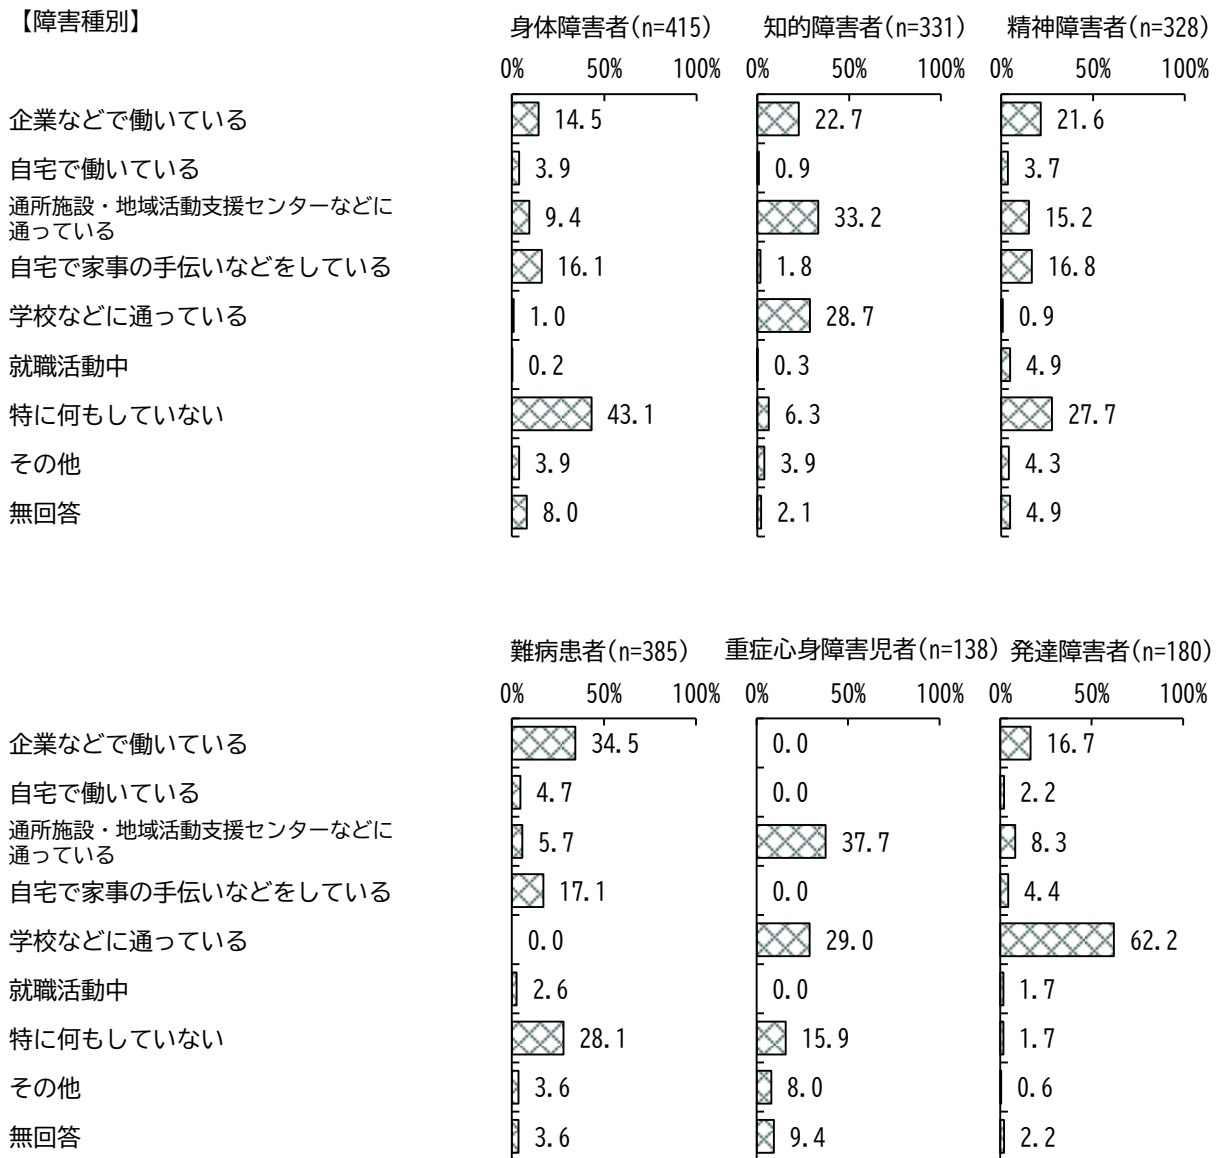 【障害種別】
身体障害者(n=415) 知的障害者(n=331) 精神障害者(n=328)
0% 50% 100% 0% 50% 100% 0% 50% 100%
企業などで働いている 14.5 22.7 21.6
自宅で働いている 3.9 0.9 3.7
通所施設・地域活動支援センターなどに
通っている 9.4 33.2 15.2
自宅で家事の手伝いなどをしている 16.1 1.8 16.8
学校などに通っている 1.0 28.7 0.9
就職活動中 0.2 0.3 4.9
特に何もしていない 43.1 6.3 27.7
その他 3.9 3.9 4.3
無回答 8.0 2.1 4.9
難病患者(n=385) 重症心身障害児者(n=138) 発達障害者(n=180)
0% 50% 100% 0% 50% 100% 0% 50% 100%
企業などで働いている 34.5 0.0 16.7
自宅で働いている 4.7 0.0 2.2
通所施設・地域活動支援センターなどに
通っている 5.7 37.7 8.3
自宅で家事の手伝いなどをしている 17.1 0.0 4.4
学校などに通っている 0.0 29.0 62.2
就職活動中 2.6 0.0 1.7
特に何もしていない 28.1 15.9 1.7
その他 3.6 8.0 0.6
無回答 3.6 9.4 2.2